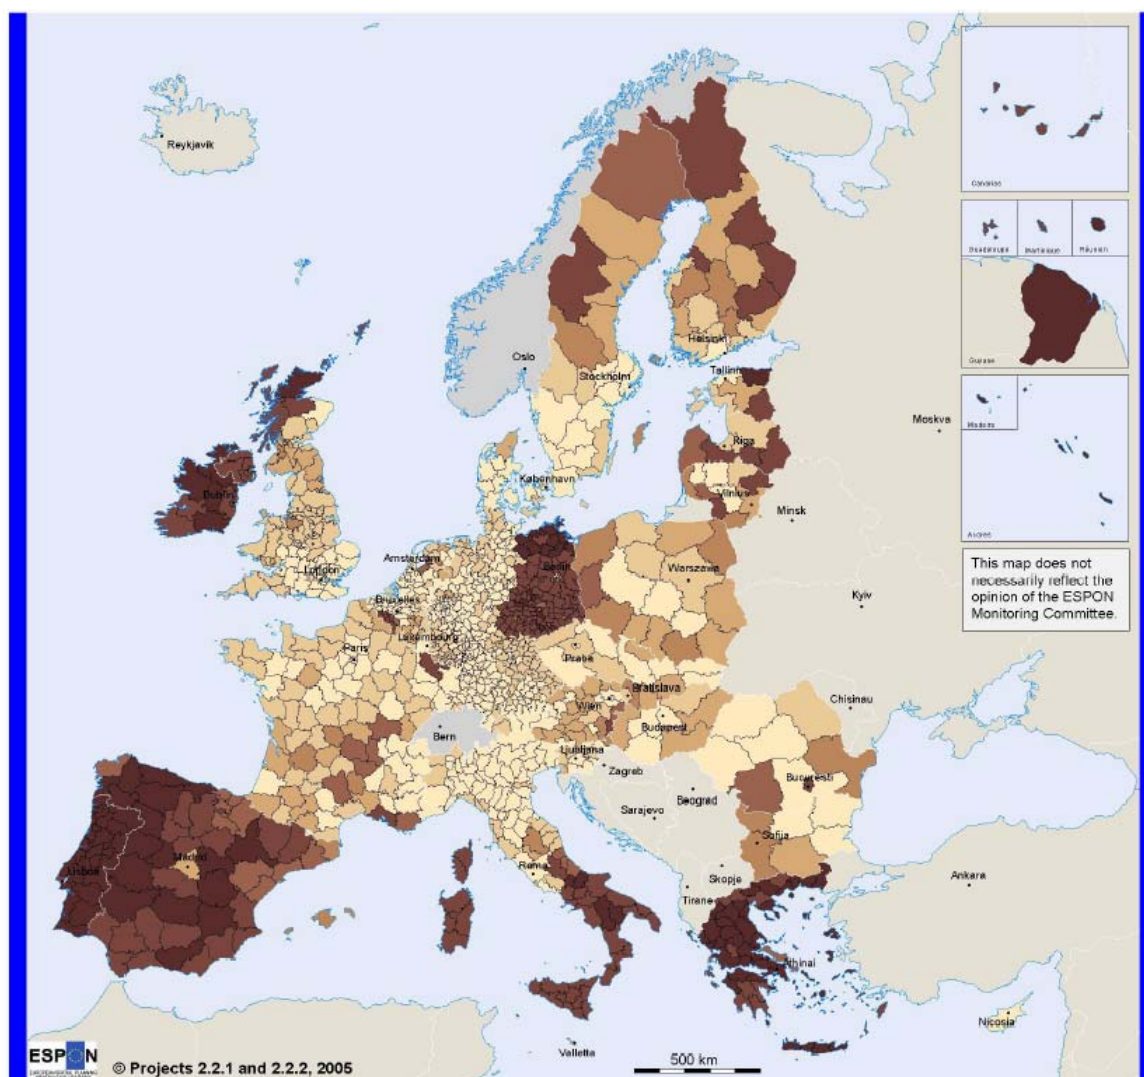 Reykjavik
Canarias
Guadeloupe
Martinique
Réunion
Guyane
Madeira
Acores
This map does not
necessarily reflect the
opinion of the ESPON
Monitoring Committee.
Oslo
Helsinki
Tallinn
Stockholm
Moskva
Riga
København
Vilnius
Minsk
Dublin
London
Amsterdam
Berlin
Warszawa
Bruxelles
Kyiv
Luxembourg
Praha
Paris
Bratislava
Wien
Budapest
Chisinau
Bern
Ljubljana
Zagreb
Bucuresti
Beograd
Sarajevo
Sofija
Skopje
Roma
Tirane
Madrid
Lisboa
Ankara
Athinai
Nicosia
Valletta
ESPON
© Projects 2.2.1 and 2.2.2, 2005
500 km